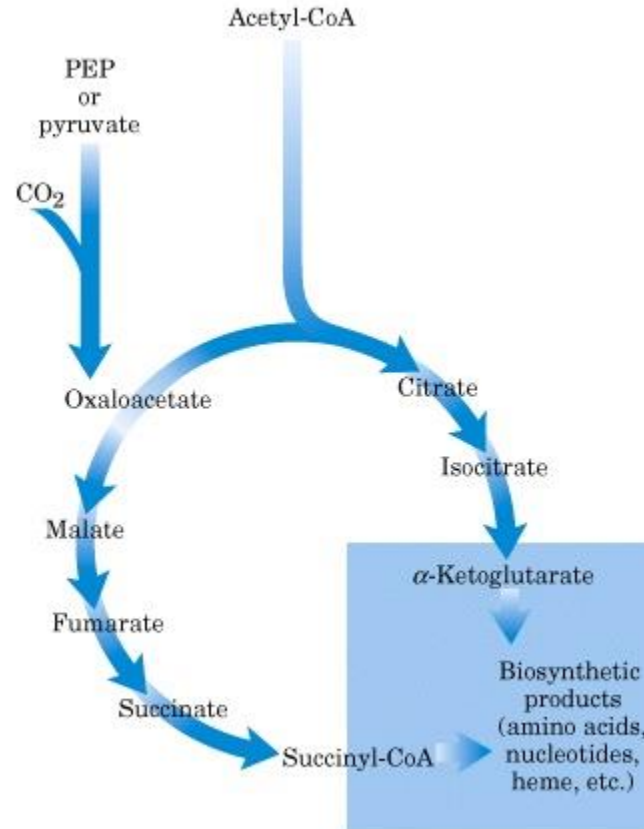 Acetyl-CoA
PEP
or
pyruvate
CO2
Oxaloacetate
Citrate
Isocitrate
Malate
α-Ketoglutarate
Fumarate
Biosynthetic
products
(amino acids,
nucleotides,
heme, etc.)
Succinate
Succinyl-CoA